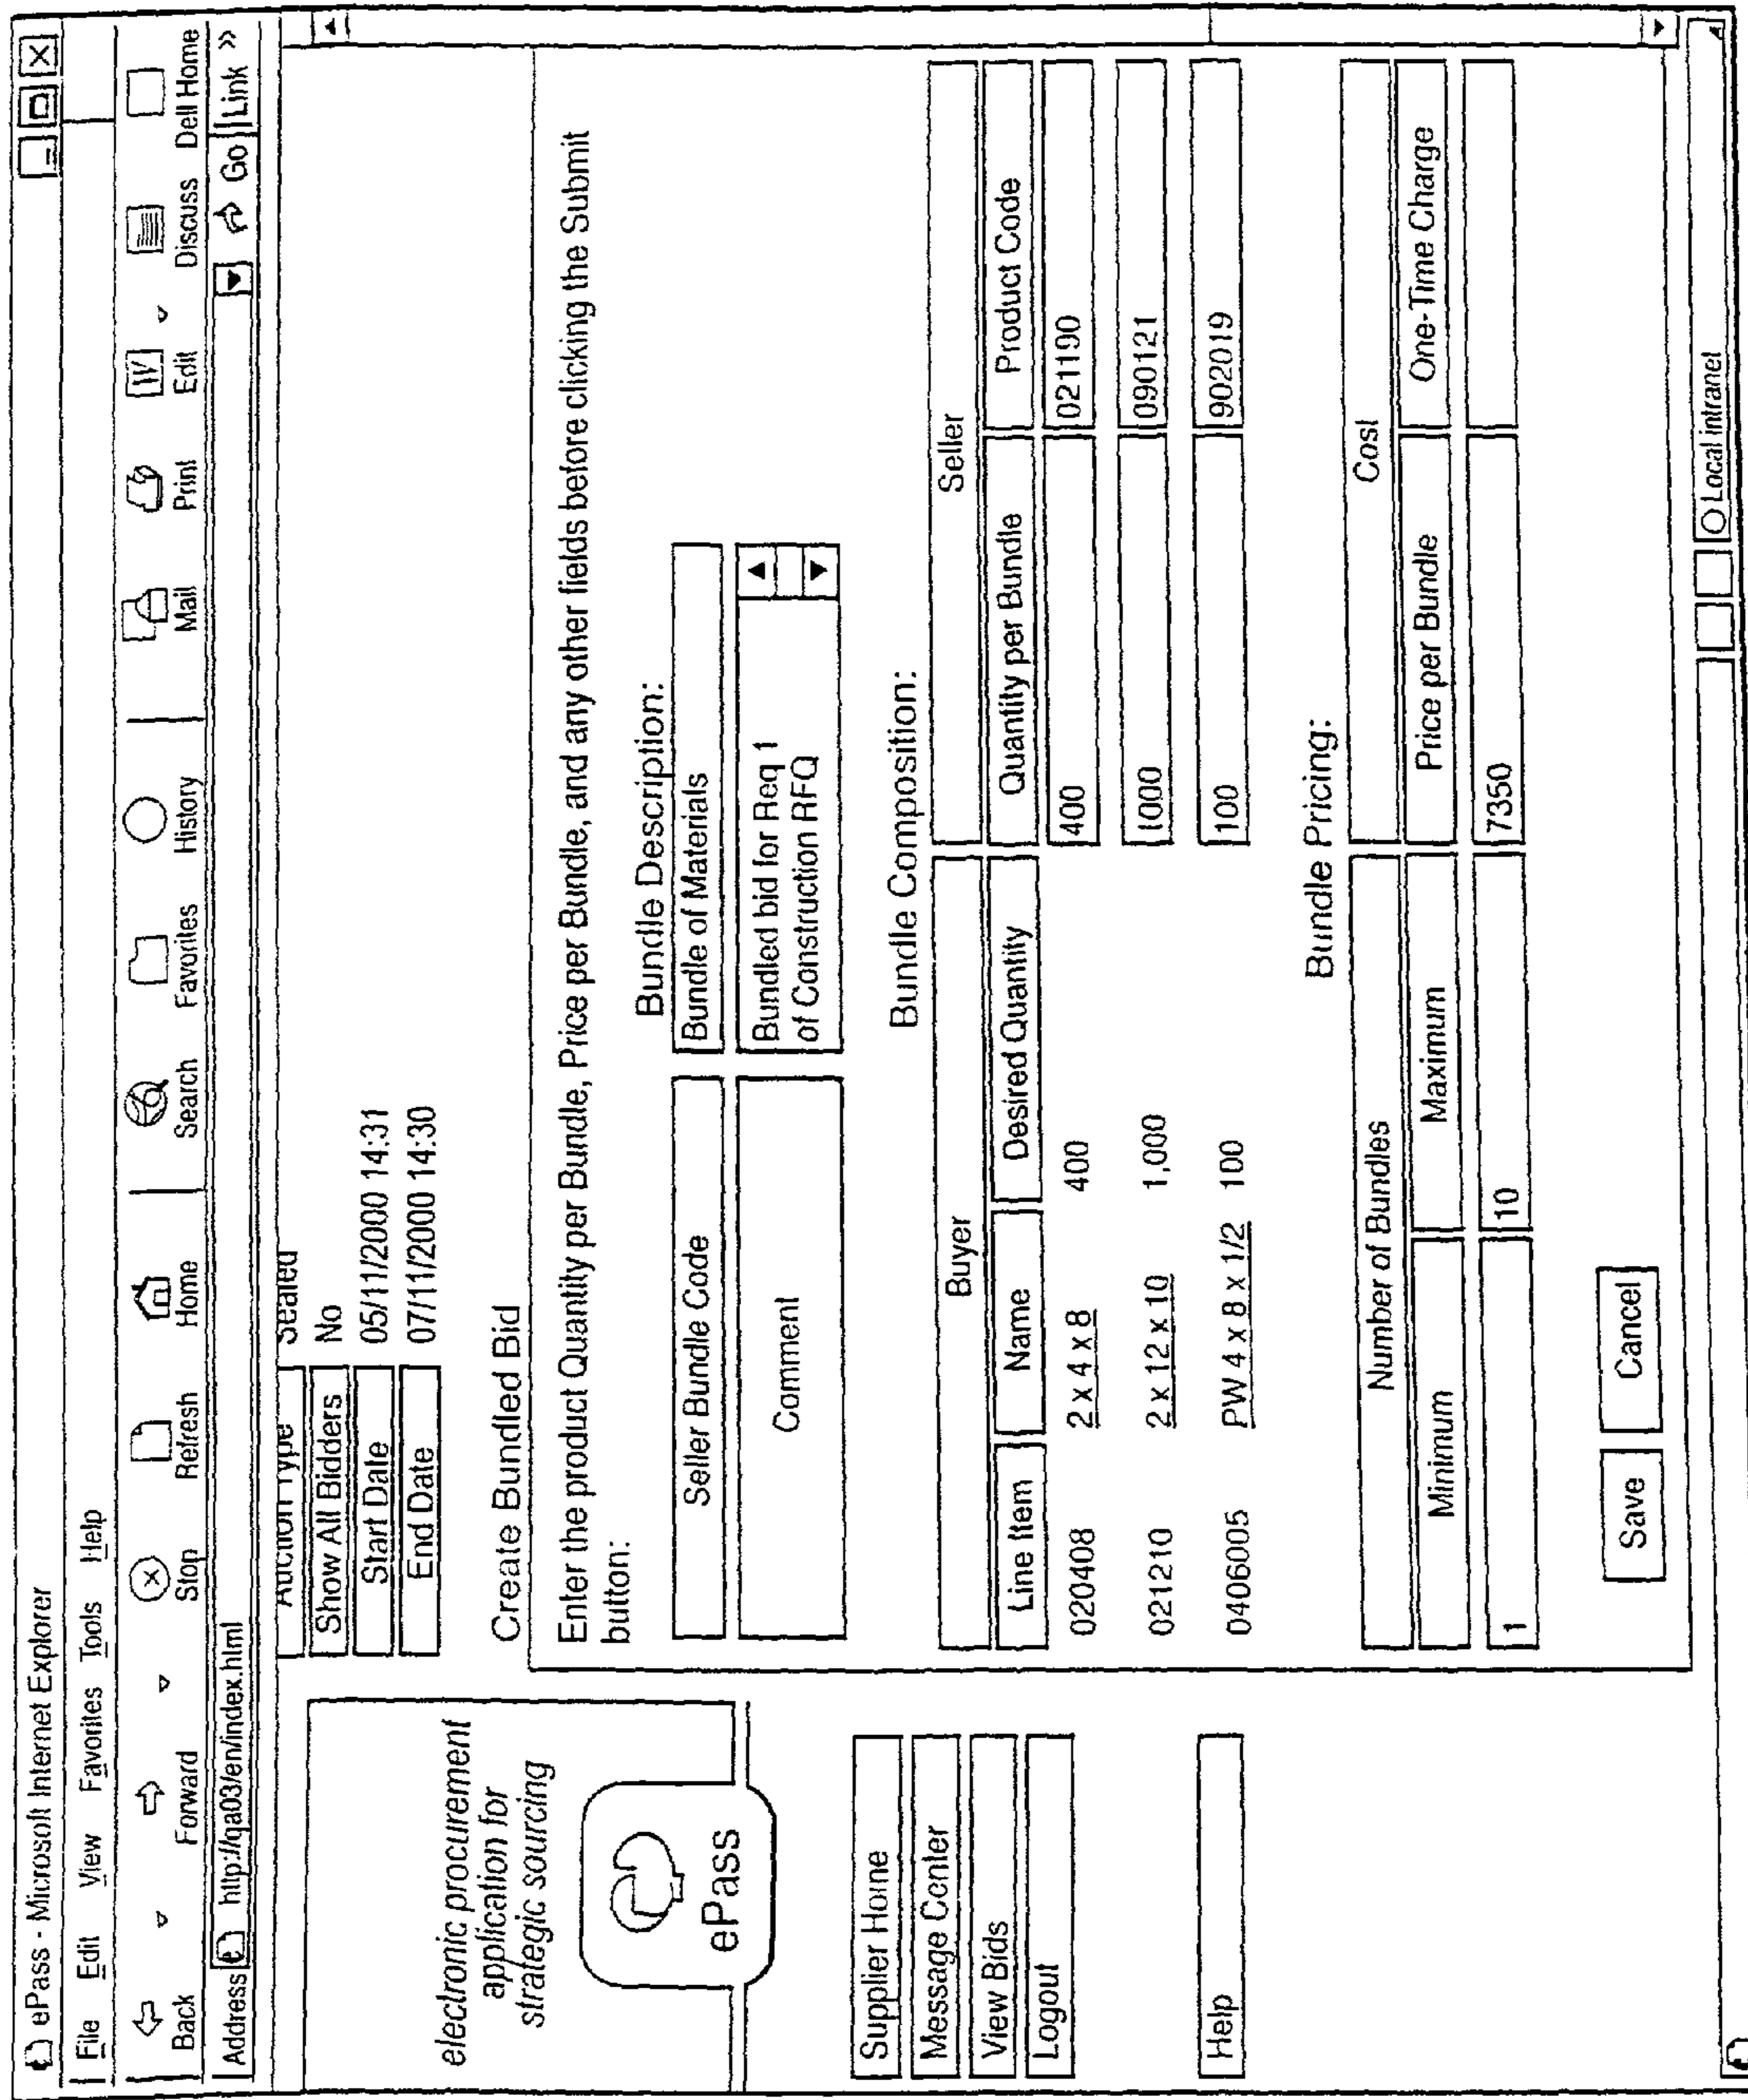 ePass - Microsoft Internet Explorer
File Edit View Favorites Tools Help
Back Forward Stop Refresh Home Search Favorites History Mail Print Edit Discuss Dell Home
Address http://qa03/en/index.html Go Link »
electronic procurement
application for
strategic sourcing
ePass
Supplier Home
Message Center
View Bids
Logout
Help
Auction Type Sealed
Show All Bidders No
Start Date 05/11/2000 14:31
End Date 07/11/2000 14:30
Create Bundled Bid
Enter the product Quantity per Bundle, Price per Bundle, and any other fields before clicking the Submit
button:
Bundle Description:
Seller Bundle Code Bundle of Materials
Comment Bundled bid for Req 1
of Construction RFQ
Bundle Composition:
Buyer Seller
Line Item Name Desired Quantity Quantity per Bundle Product Code
020408 2 x 4 x 8 400 400 021190
021210 2 x 12 x 10 1,000 1000 090121
0406005 PW 4 x 8 x 1/2 100 100 902019
Bundle Pricing:
Number of Bundles Cost
Minimum Maximum Price per Bundle One-Time Charge
1 10 7350
Save Cancel
Local intranet